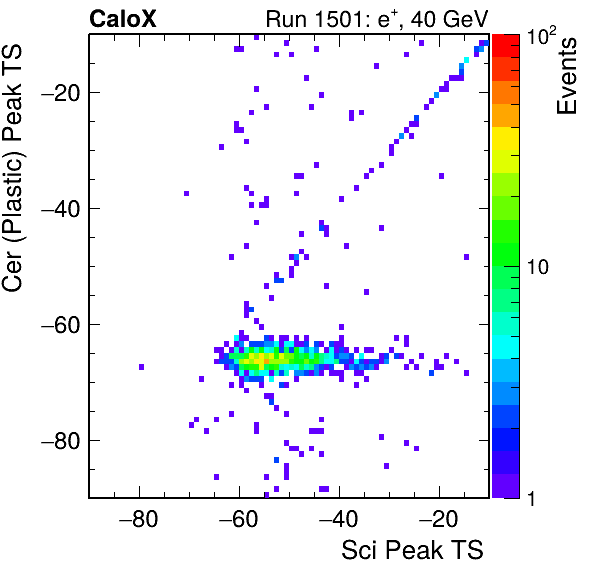 CaloX Run 1501: e⁺, 40 GeV
Cer (Plastic) Peak TS
−20
−40
−60
−80
−80 −60 −40 −20
Sci Peak TS
10²
10
1
Events